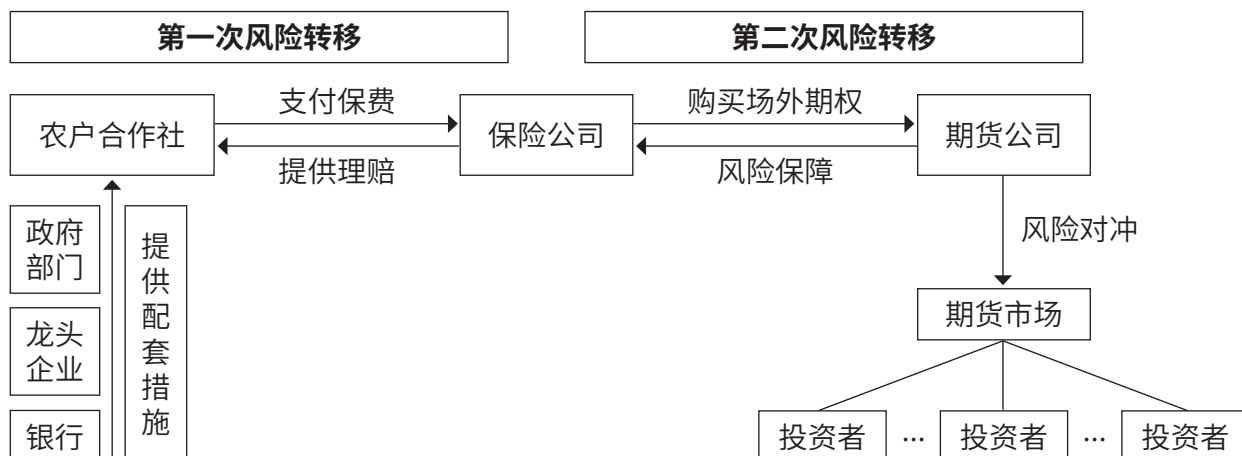 第一次风险转移
第二次风险转移
支付保费
购买场外期权
农户合作社
保险公司
期货公司
提供理赔
风险保障
政府
部门
提供配套措施
风险对冲
龙头
企业
期货市场
银行
投资者 … 投资者 … 投资者